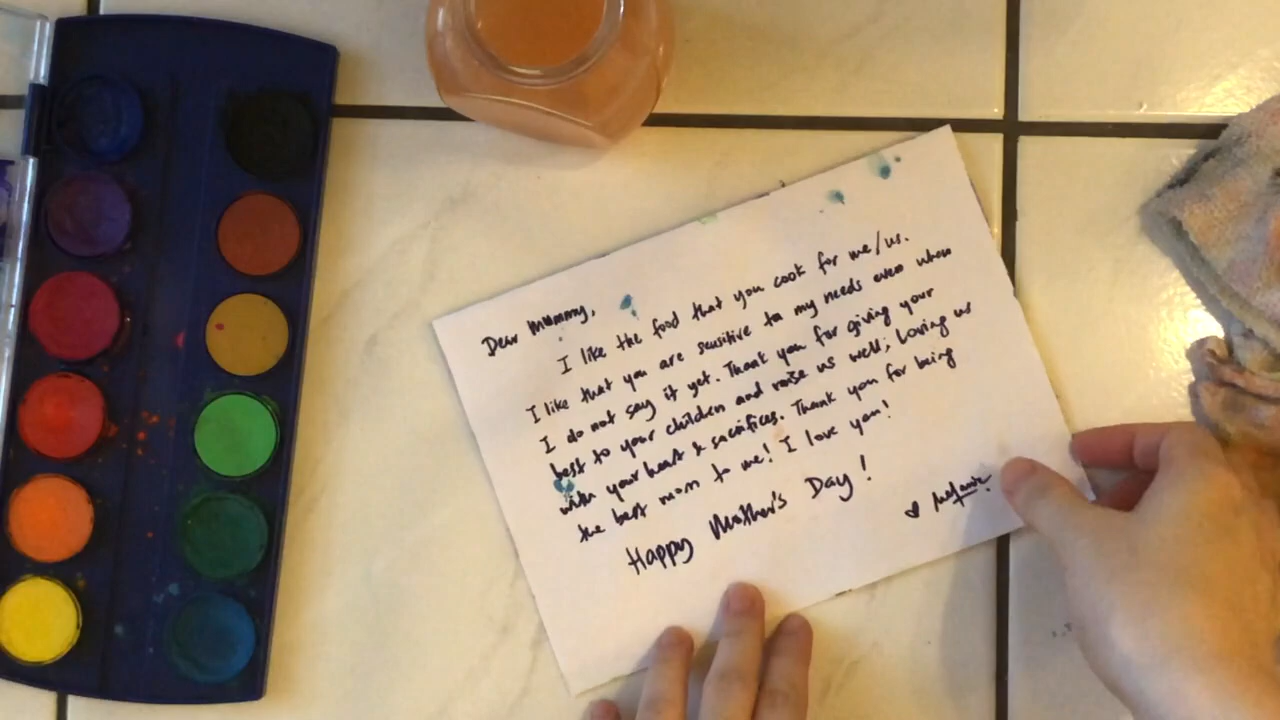 Dear Mommy,
I like the food that you cook for me/us.
I like that you are sensitive to my needs even when
I do not say it yet. Thank you for giving your
best to your children and raise us well; loving us
with your heart & sacrifices. Thank you for being
the best mom to me! I love you!
Happy Mother's Day!
♥ Melanie